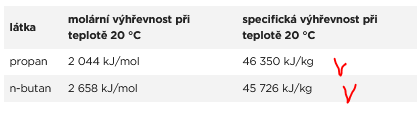 látka molární výhřevnost při teplotě 20 °C specifická výhřevnost při teplotě 20 °C
propan 2 044 kJ/mol 46 350 kJ/kg
n-butan 2 658 kJ/mol 45 726 kJ/kg